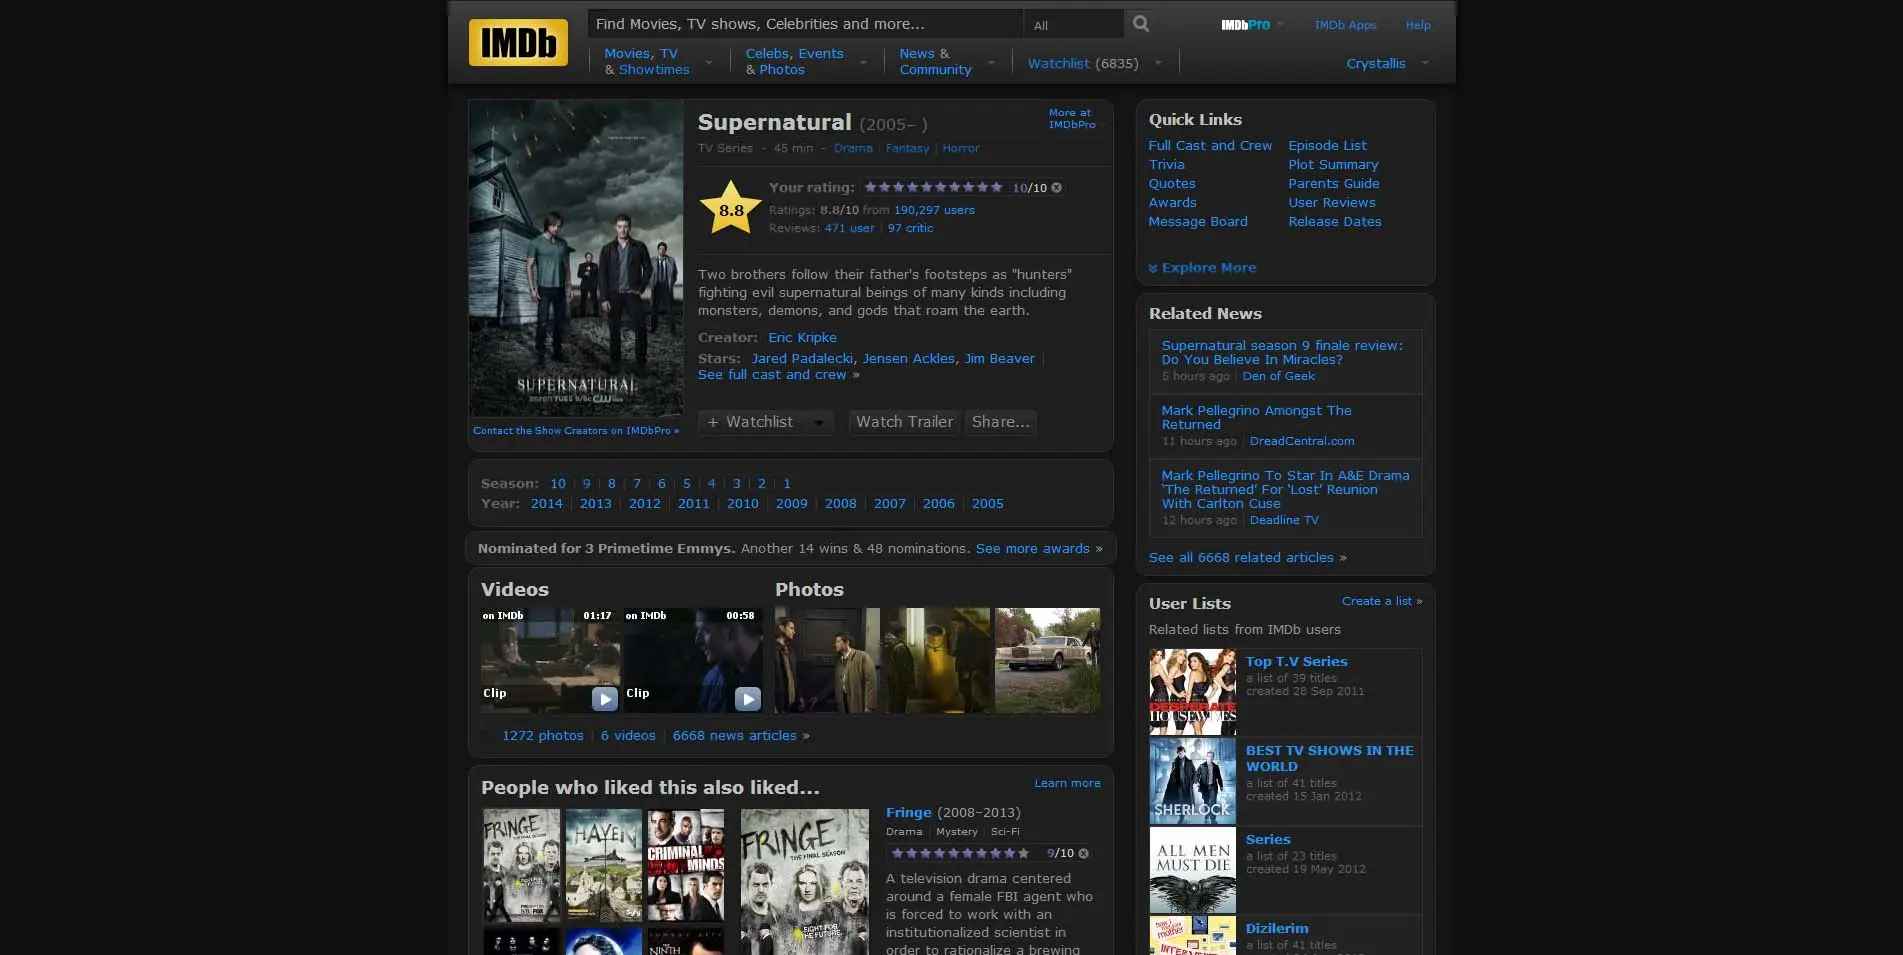 IMDb
Find Movies, TV shows, Celebrities and more...
All
IMDbPro
IMDb Apps
Help
Movies, TV
& Showtimes
Celebs, Events
& Photos
News &
Community
Watchlist (6835)
Crystallis
Supernatural (2005– )
More at
IMDbPro
TV Series - 45 min - Drama | Fantasy | Horror
8.8
Your rating: 10/10
Ratings: 8.8/10 from 190,297 users
Reviews: 471 user | 97 critic
Two brothers follow their father's footsteps as "hunters"
fighting evil supernatural beings of many kinds including
monsters, demons, and gods that roam the earth.
Creator: Eric Kripke
Stars: Jared Padalecki, Jensen Ackles, Jim Beaver |
See full cast and crew »
+ Watchlist
Watch Trailer
Share...
SUPERNATURAL
Contact the Show Creators on IMDbPro »
Season: 10 | 9 | 8 | 7 | 6 | 5 | 4 | 3 | 2 | 1
Year: 2014 | 2013 | 2012 | 2011 | 2010 | 2009 | 2008 | 2007 | 2006 | 2005
Nominated for 3 Primetime Emmys. Another 14 wins & 48 nominations. See more awards »
Videos
on IMDb 01:17
Clip
on IMDb 00:58
Clip
Photos
1272 photos | 6 videos | 6668 news articles »
People who liked this also liked...
Learn more
FRINGE
HAVEN
CRIMINAL
MINDS
NINTH
FRINGE
THE FINAL SEASON
FIGHT FOR
THE FUTURE.
Fringe (2008–2013)
Drama | Mystery | Sci-Fi
9/10
A television drama centered
around a female FBI agent who
is forced to work with an
institutionalized scientist in
order to rationalize a brewing
Quick Links
Full Cast and Crew
Episode List
Trivia
Plot Summary
Quotes
Parents Guide
Awards
User Reviews
Message Board
Release Dates
Explore More
Related News
Supernatural season 9 finale review:
Do You Believe In Miracles?
5 hours ago | Den of Geek
Mark Pellegrino Amongst The
Returned
11 hours ago | DreadCentral.com
Mark Pellegrino To Star In A&E Drama
'The Returned' For 'Lost' Reunion
With Carlton Cuse
12 hours ago | Deadline TV
See all 6668 related articles »
User Lists
Create a list »
Related lists from IMDb users
DESPERATE
HOUSEWIVES
Top T.V Series
a list of 39 titles
created 28 Sep 2011
SHERLOCK
BEST TV SHOWS IN THE
WORLD
a list of 41 titles
created 15 Jan 2012
ALL MEN
MUST DIE
Series
a list of 23 titles
created 19 May 2012
Dizilerim
a list of 41 titles